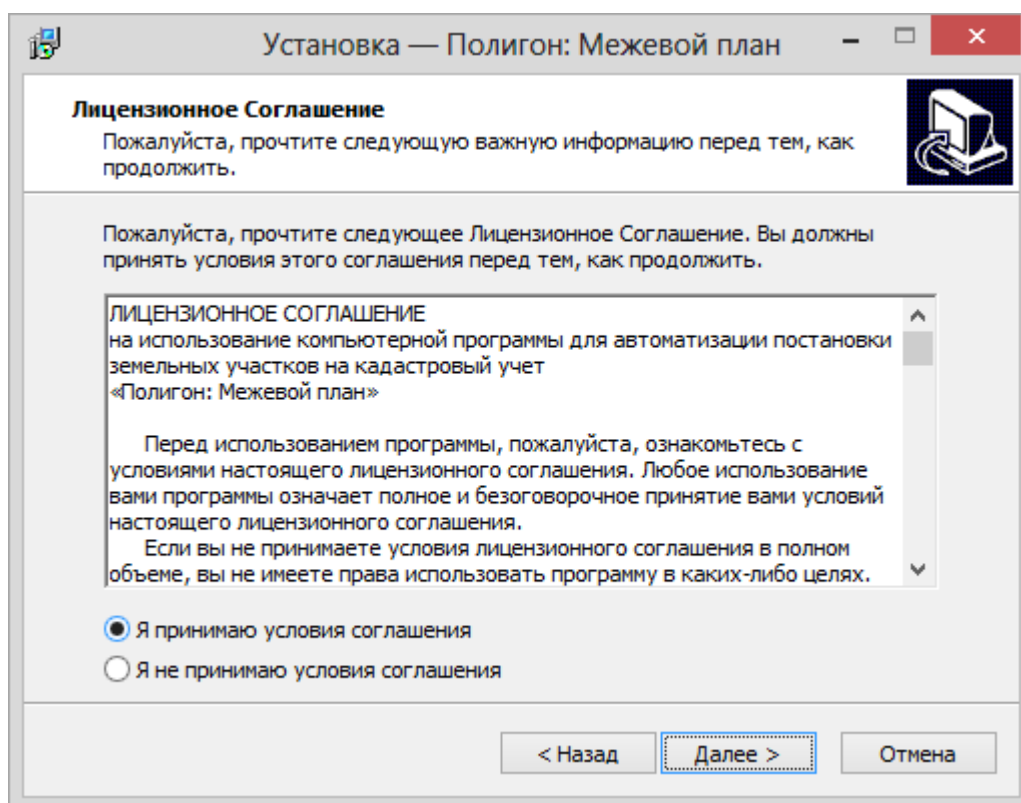 Установка — Полигон: Межевой план
Лицензионное Соглашение
Пожалуйста, прочтите следующую важную информацию перед тем, как
продолжить.
Пожалуйста, прочтите следующее Лицензионное Соглашение. Вы должны
принять условия этого соглашения перед тем, как продолжить.
ЛИЦЕНЗИОННОЕ СОГЛАШЕНИЕ
на использование компьютерной программы для автоматизации постановки
земельных участков на кадастровый учет
«Полигон: Межевой план»
Перед использованием программы, пожалуйста, ознакомьтесь с
условиями настоящего лицензионного соглашения. Любое использование
вами программы означает полное и безоговорочное принятие вами условий
настоящего лицензионного соглашения.
Если вы не принимаете условия лицензионного соглашения в полном
объеме, вы не имеете права использовать программу в каких-либо целях.
Я принимаю условия соглашения
Я не принимаю условия соглашения
< Назад Далее > Отмена